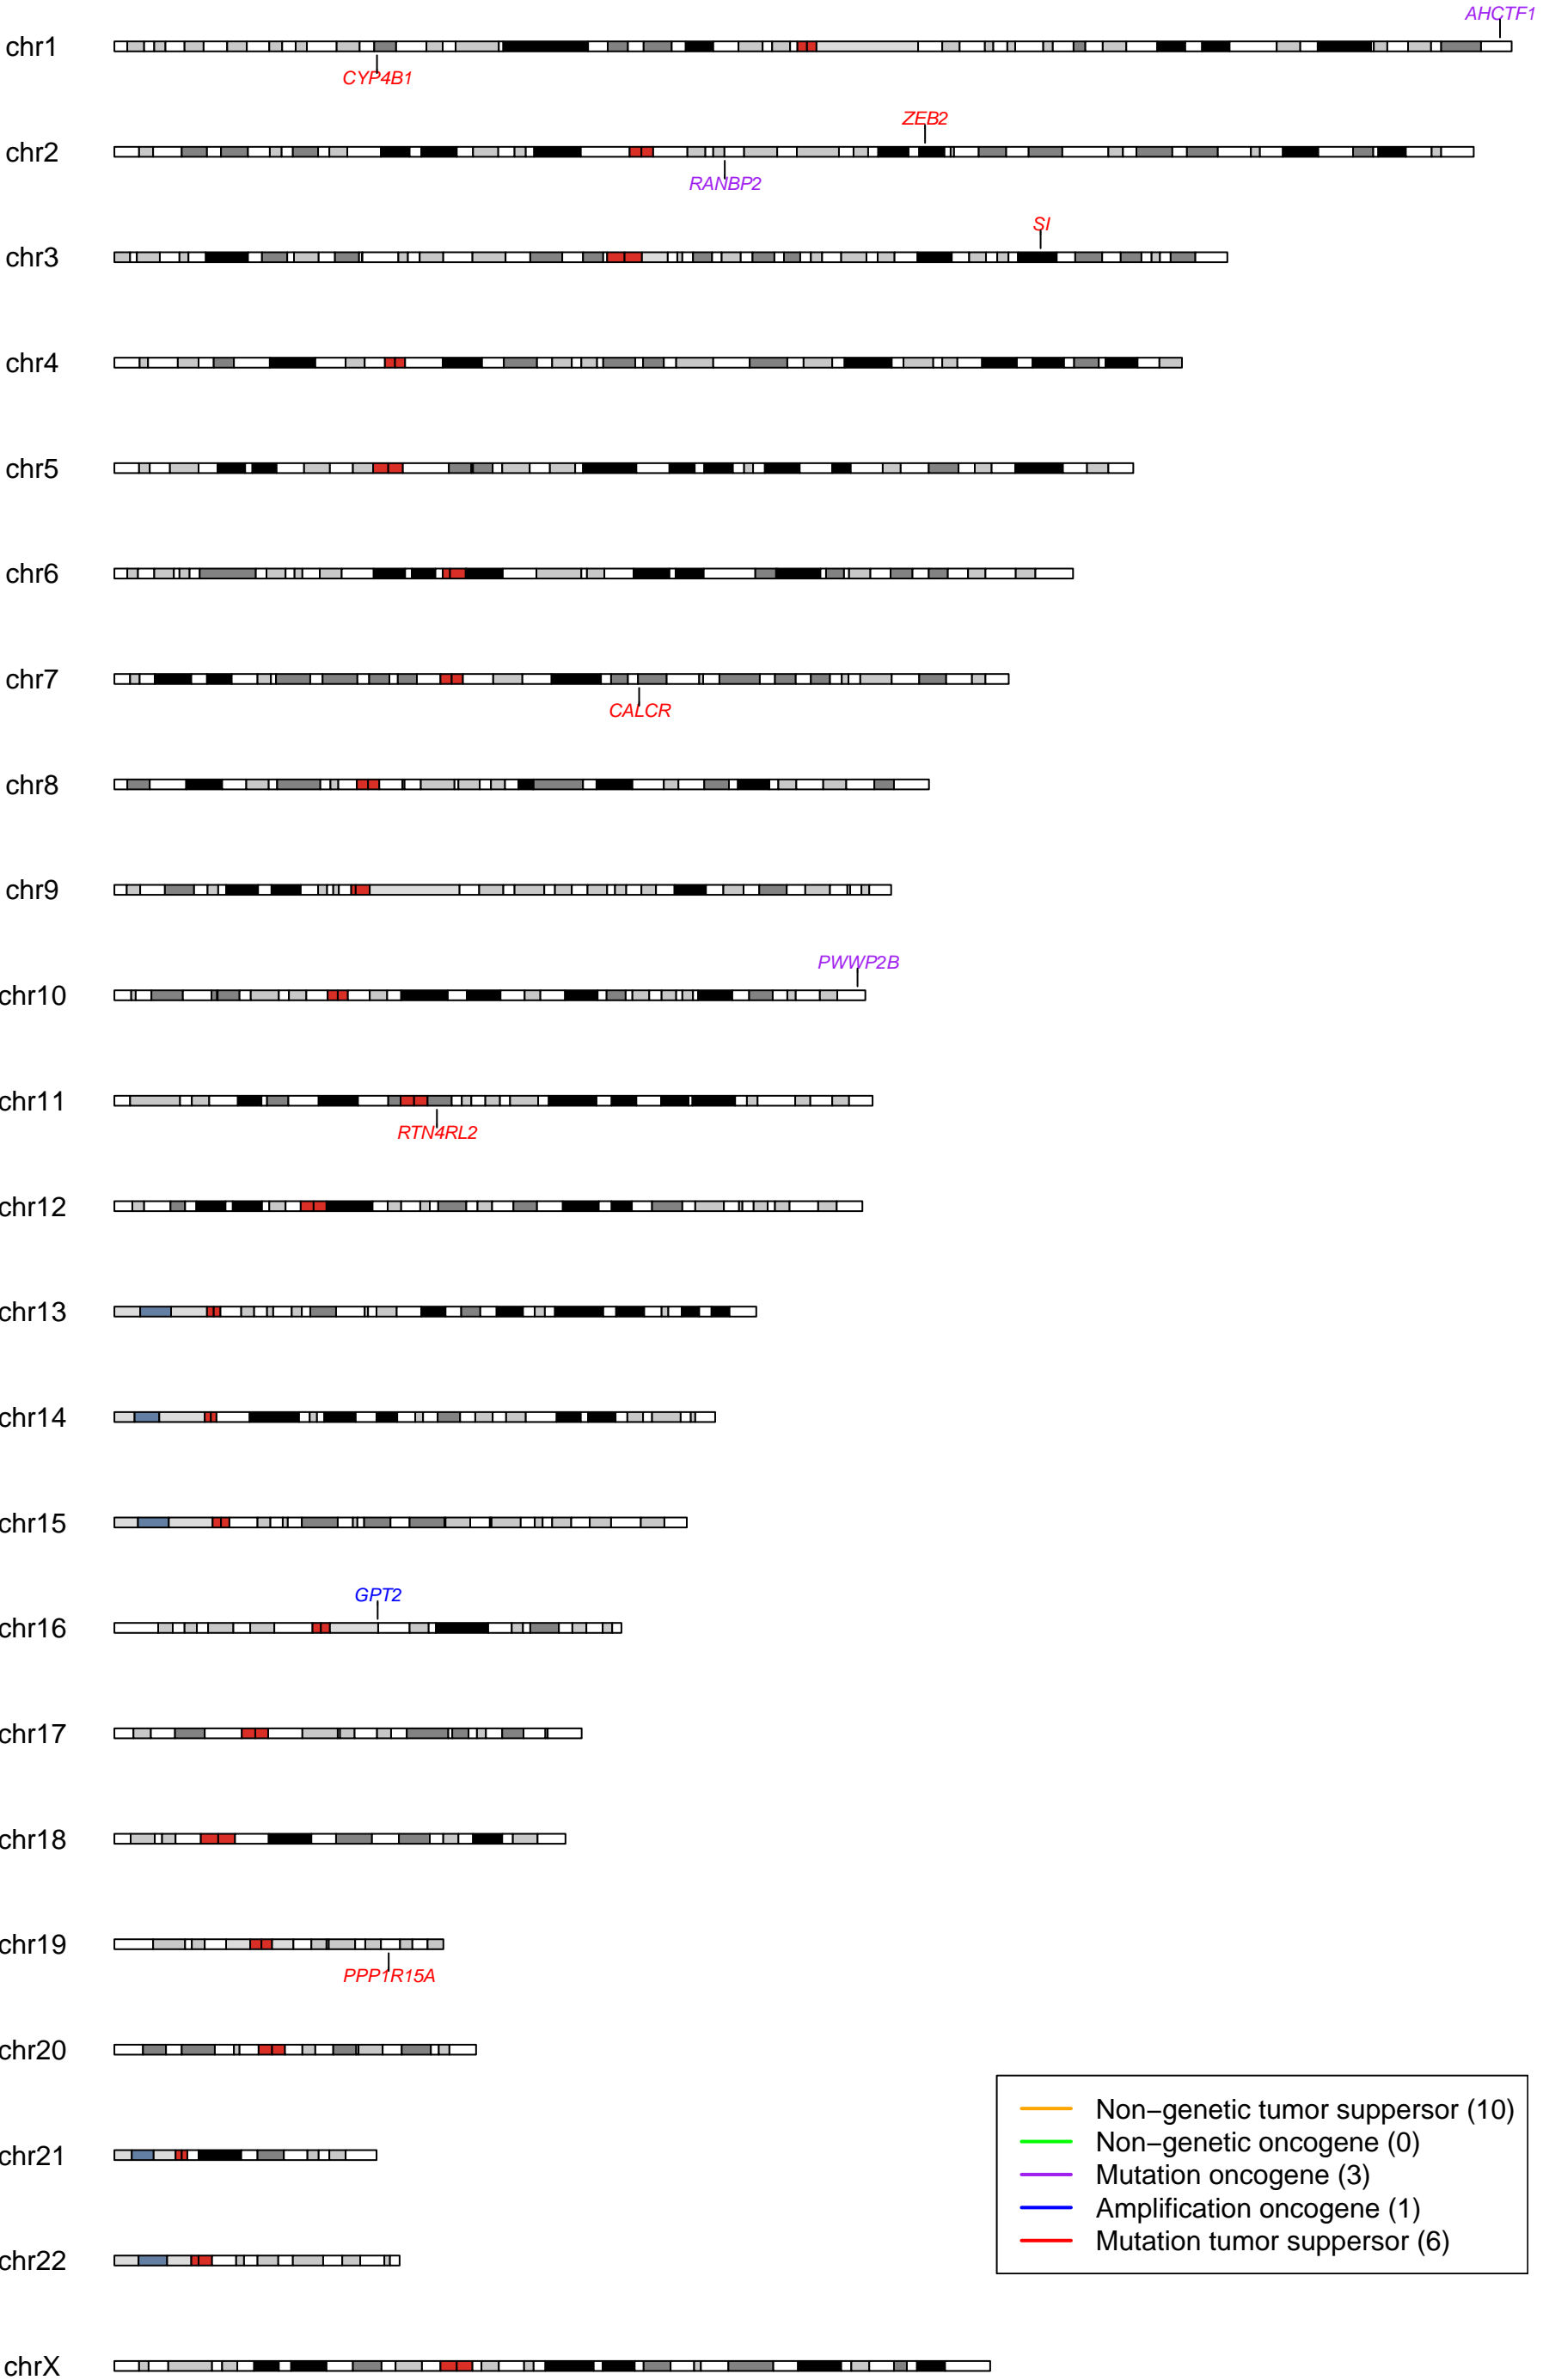 AHCTF1
chr1
CYP4B1
ZEB2
chr2
RANBP2
SI
chr3
chr4
chr5
chr6
chr7
CALCR
chr8
chr9
PWWP2B
chr10
chr11
RTN4RL2
chr12
chr13
chr14
chr15
GPT2
chr16
chr17
chr18
chr19
PPP1R15A
chr20
chr21
chr22
chrX
Non−genetic tumor suppersor (10)
Non−genetic oncogene (0)
Mutation oncogene (3)
Amplification oncogene (1)
Mutation tumor suppersor (6)